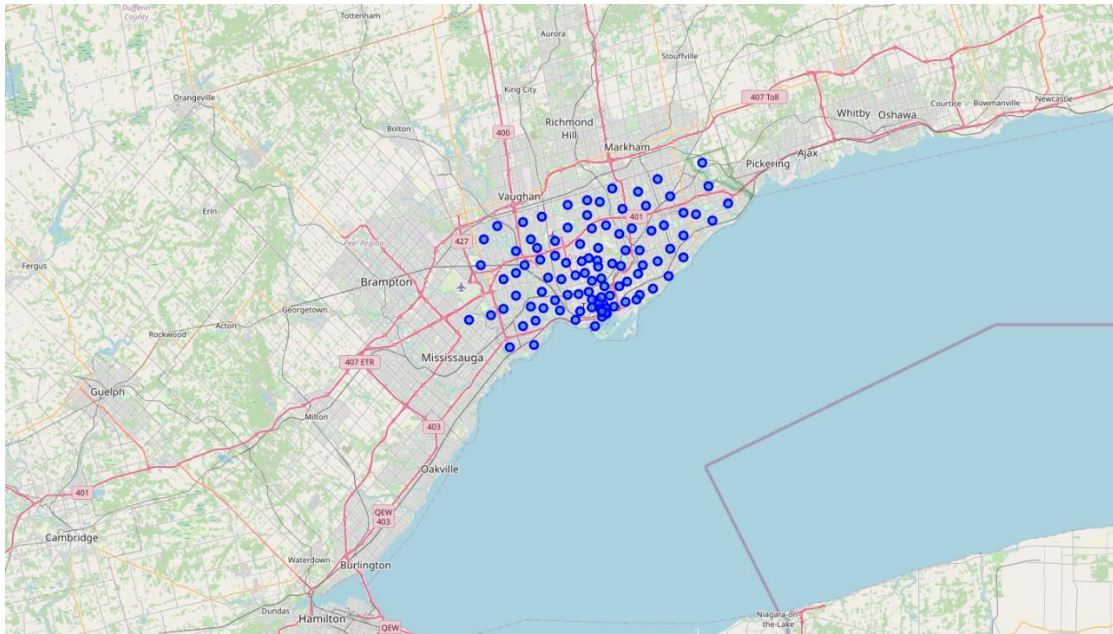 Dufferin
County
Tottenham
Aurora
Stouffville
Orangeville
King City
407 Toll
Bolton
400
Richmond
Hill
Whitby
Oshawa
Courtice
Bowmanville
Newcastle
Markham
Ajax
Pickering
Vaughan
Erin
401
Peel Region
427
Fergus
Brampton
Georgetown
Acton
Rockwood
Mississauga
407 ETR
Guelph
Milton
403
Oakville
401
QEW
403
Cambridge
Waterdown
Burlington
Dundas
Hamilton
QEW
Niagara-on
the-Lake